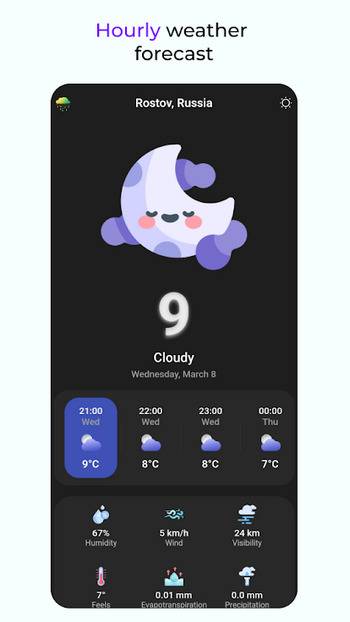 Hourly weather
forecast
Rostov, Russia
9
Cloudy
Wednesday, March 8
21:00 22:00 23:00 00:00
Wed Wed Wed Thu
9°C 8°C 8°C 7°C
67% 5 km/h 24 km
Humidity Wind Visibility
7° 0.01 mm 0.0 mm
Feels Evapotranspiration Precipitation